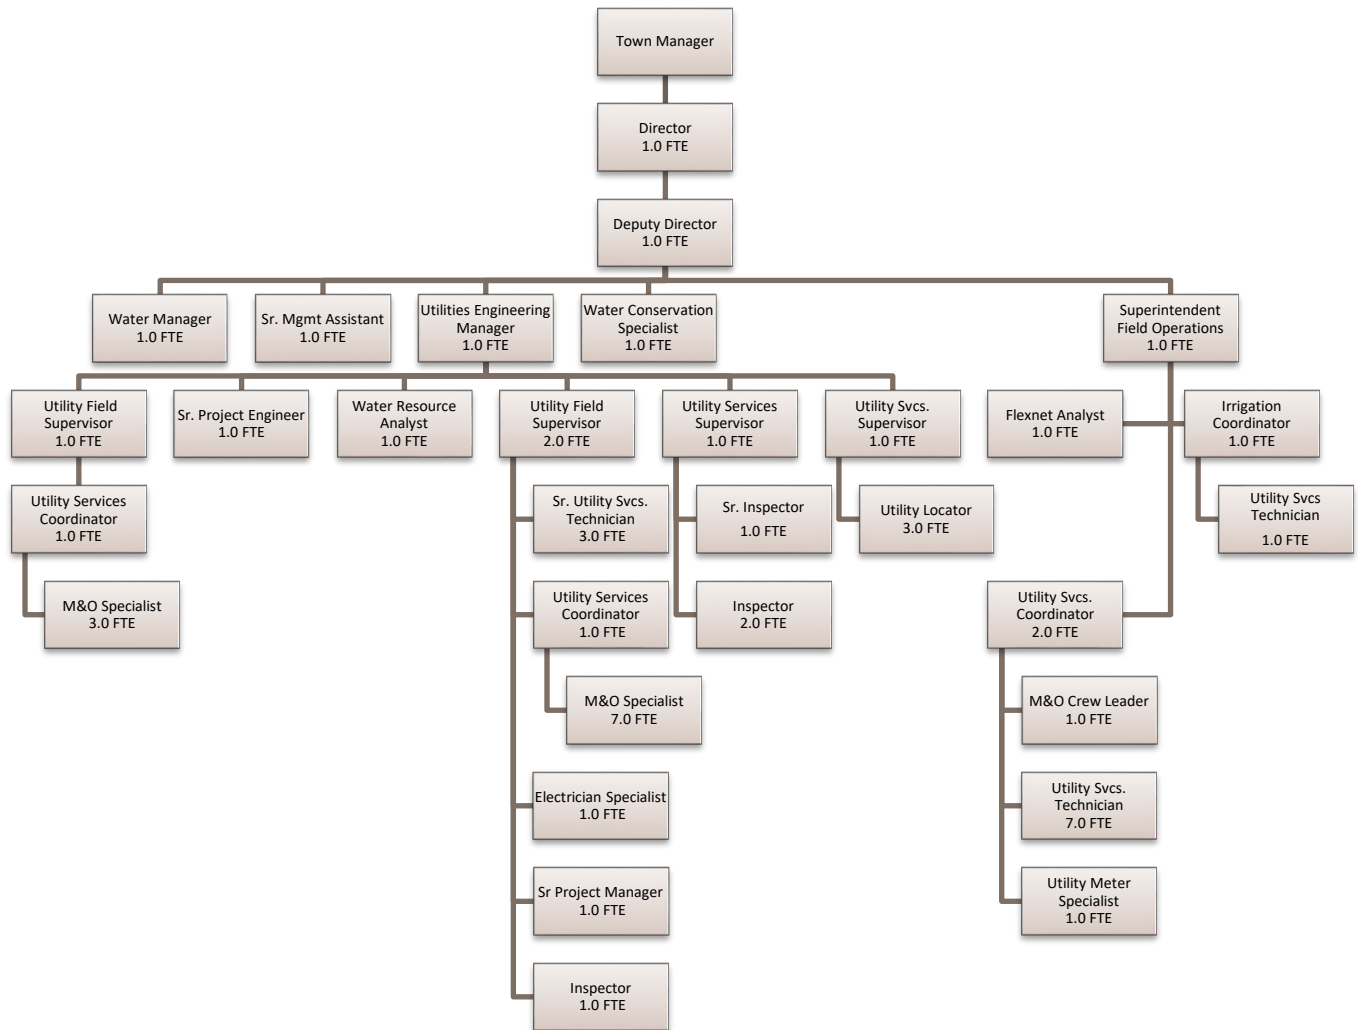 Town Manager
Director
1.0 FTE
Deputy Director
1.0 FTE
Water Manager
1.0 FTE
Sr. Mgmt Assistant
1.0 FTE
Utilities Engineering
Manager
1.0 FTE
Water Conservation
Specialist
1.0 FTE
Superintendent
Field Operations
1.0 FTE
Utility Field
Supervisor
1.0 FTE
Sr. Project Engineer
1.0 FTE
Water Resource
Analyst
1.0 FTE
Utility Field
Supervisor
2.0 FTE
Utility Services
Supervisor
1.0 FTE
Utility Svcs.
Supervisor
1.0 FTE
Flexnet Analyst
1.0 FTE
Irrigation
Coordinator
1.0 FTE
Utility Services
Coordinator
1.0 FTE
Sr. Utility Svcs.
Technician
3.0 FTE
Sr. Inspector
1.0 FTE
Utility Locator
3.0 FTE
Utility Svcs
Technician
1.0 FTE
M&O Specialist
3.0 FTE
Utility Services
Coordinator
1.0 FTE
Inspector
2.0 FTE
Utility Svcs.
Coordinator
2.0 FTE
M&O Specialist
7.0 FTE
M&O Crew Leader
1.0 FTE
Electrician Specialist
1.0 FTE
Utility Svcs.
Technician
7.0 FTE
Sr Project Manager
1.0 FTE
Utility Meter
Specialist
1.0 FTE
Inspector
1.0 FTE